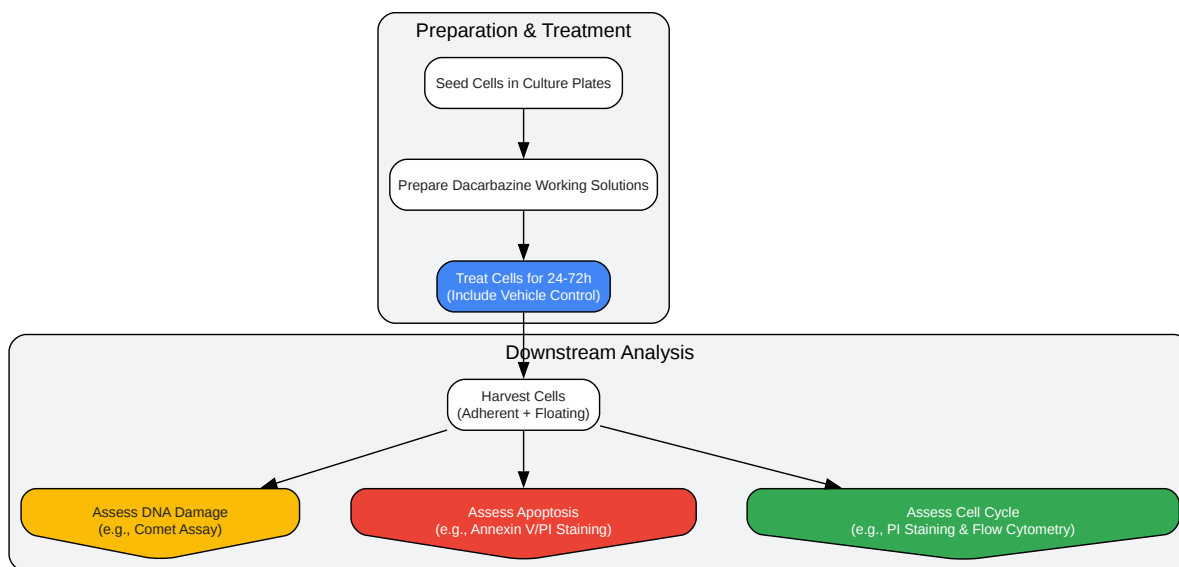 Preparation & Treatment
Seed Cells in Culture Plates
Prepare Dacarbazine Working Solutions
Treat Cells for 24-72h
(Include Vehicle Control)
Downstream Analysis
Harvest Cells
(Adherent + Floating)
Assess DNA Damage
(e.g., Comet Assay)
Assess Apoptosis
(e.g., Annexin V/PI Staining)
Assess Cell Cycle
(e.g., PI Staining & Flow Cytometry)